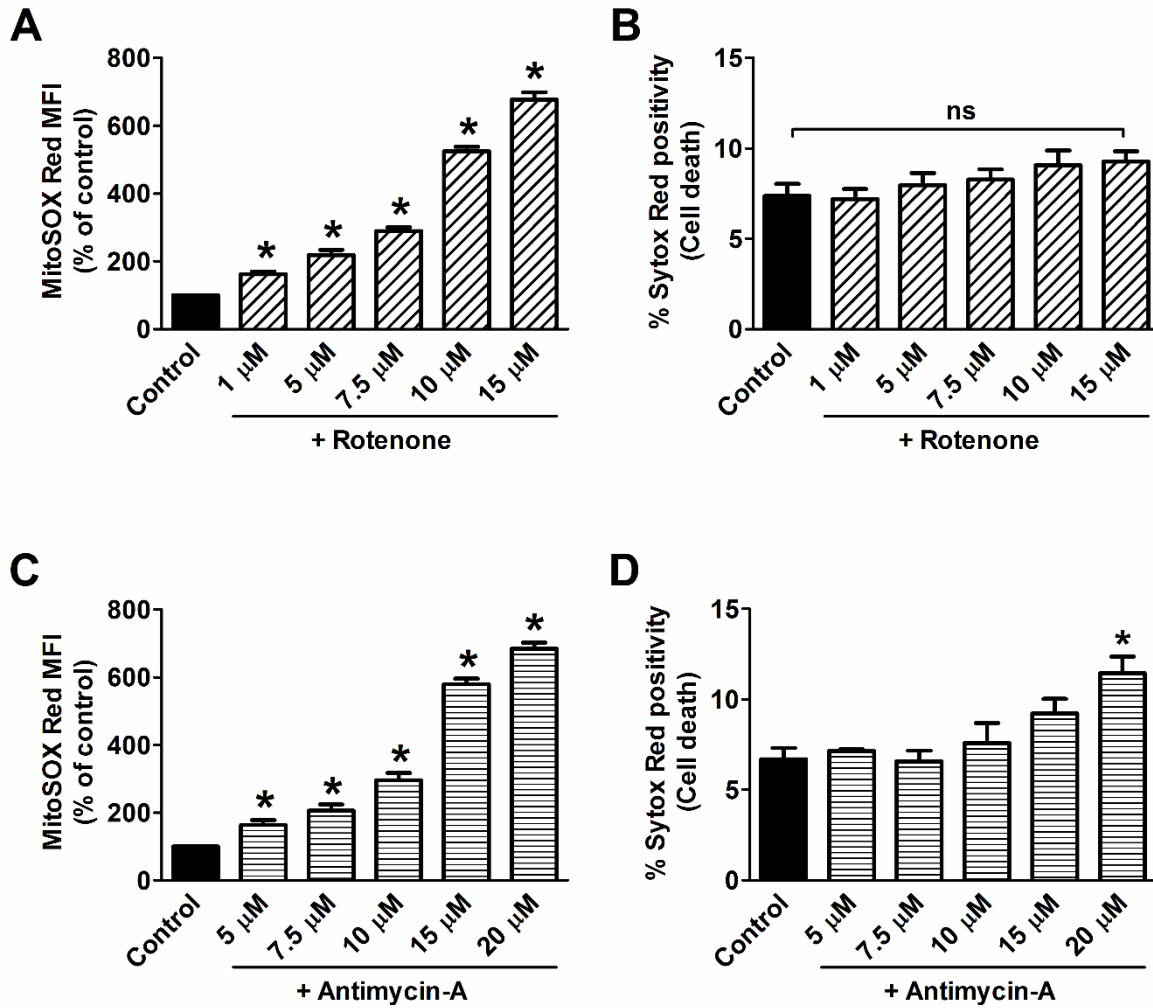 A
MitoSOX Red MFI
(% of control)
800
600
400
200
0
*
*
*
*
*
Control
1 μM
5 μM
7.5 μM
10 μM
15 μM
+ Rotenone
B
% Sytox Red positivity
(Cell death)
15
10
5
0
ns
Control
1 μM
5 μM
7.5 μM
10 μM
15 μM
+ Rotenone
C
MitoSOX Red MFI
(% of control)
800
600
400
200
0
*
*
*
*
*
Control
5 μM
7.5 μM
10 μM
15 μM
20 μM
+ Antimycin-A
D
% Sytox Red positivity
(Cell death)
15
10
5
0
*
Control
5 μM
7.5 μM
10 μM
15 μM
20 μM
+ Antimycin-A